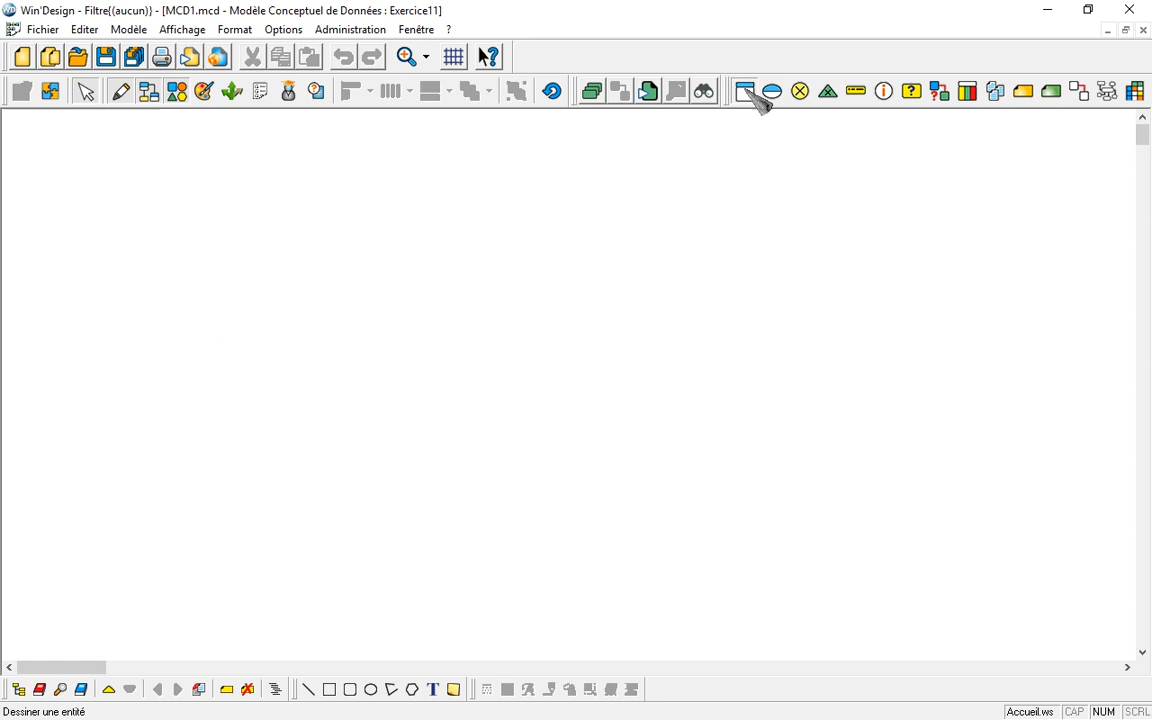 Win'Design - Filtre{(aucun)} - [MCD1.mcd - Modèle Conceptuel de Données : Exercice11]
Fichier Editer Modèle Affichage Format Options Administration Fenêtre ?
Dessiner une entité Accueil.ws CAP NUM SCRL